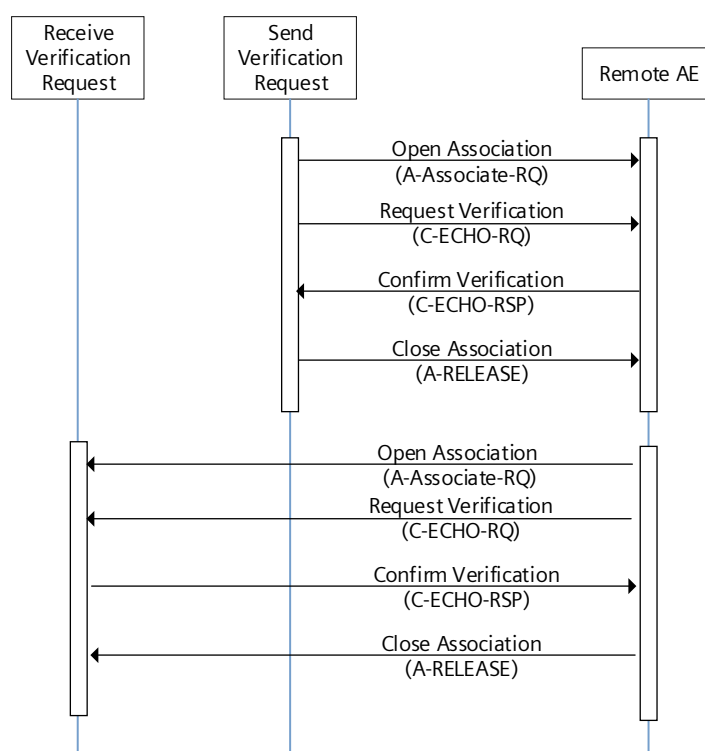 Receive
Verification
Request
Send
Verification
Request
Remote AE
Open Association
(A-Associate-RQ)
Request Verification
(C-ECHO-RQ)
Confirm Verification
(C-ECHO-RSP)
Close Association
(A-RELEASE)
Open Association
(A-Associate-RQ)
Request Verification
(C-ECHO-RQ)
Confirm Verification
(C-ECHO-RSP)
Close Association
(A-RELEASE)